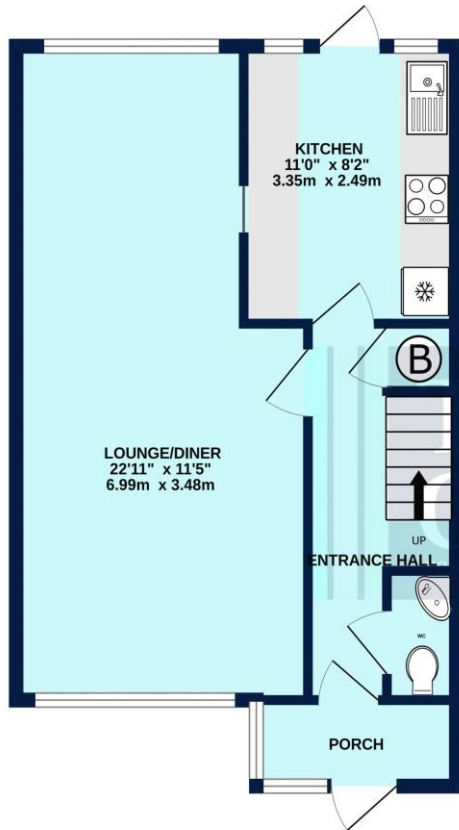 KITCHEN
11'0" x 8'2"
3.35m x 2.49m
B
LOUNGE/DINER
22'11" x 11'5"
6.99m x 3.48m
UP
ENTRANCE HALL
WC
PORCH